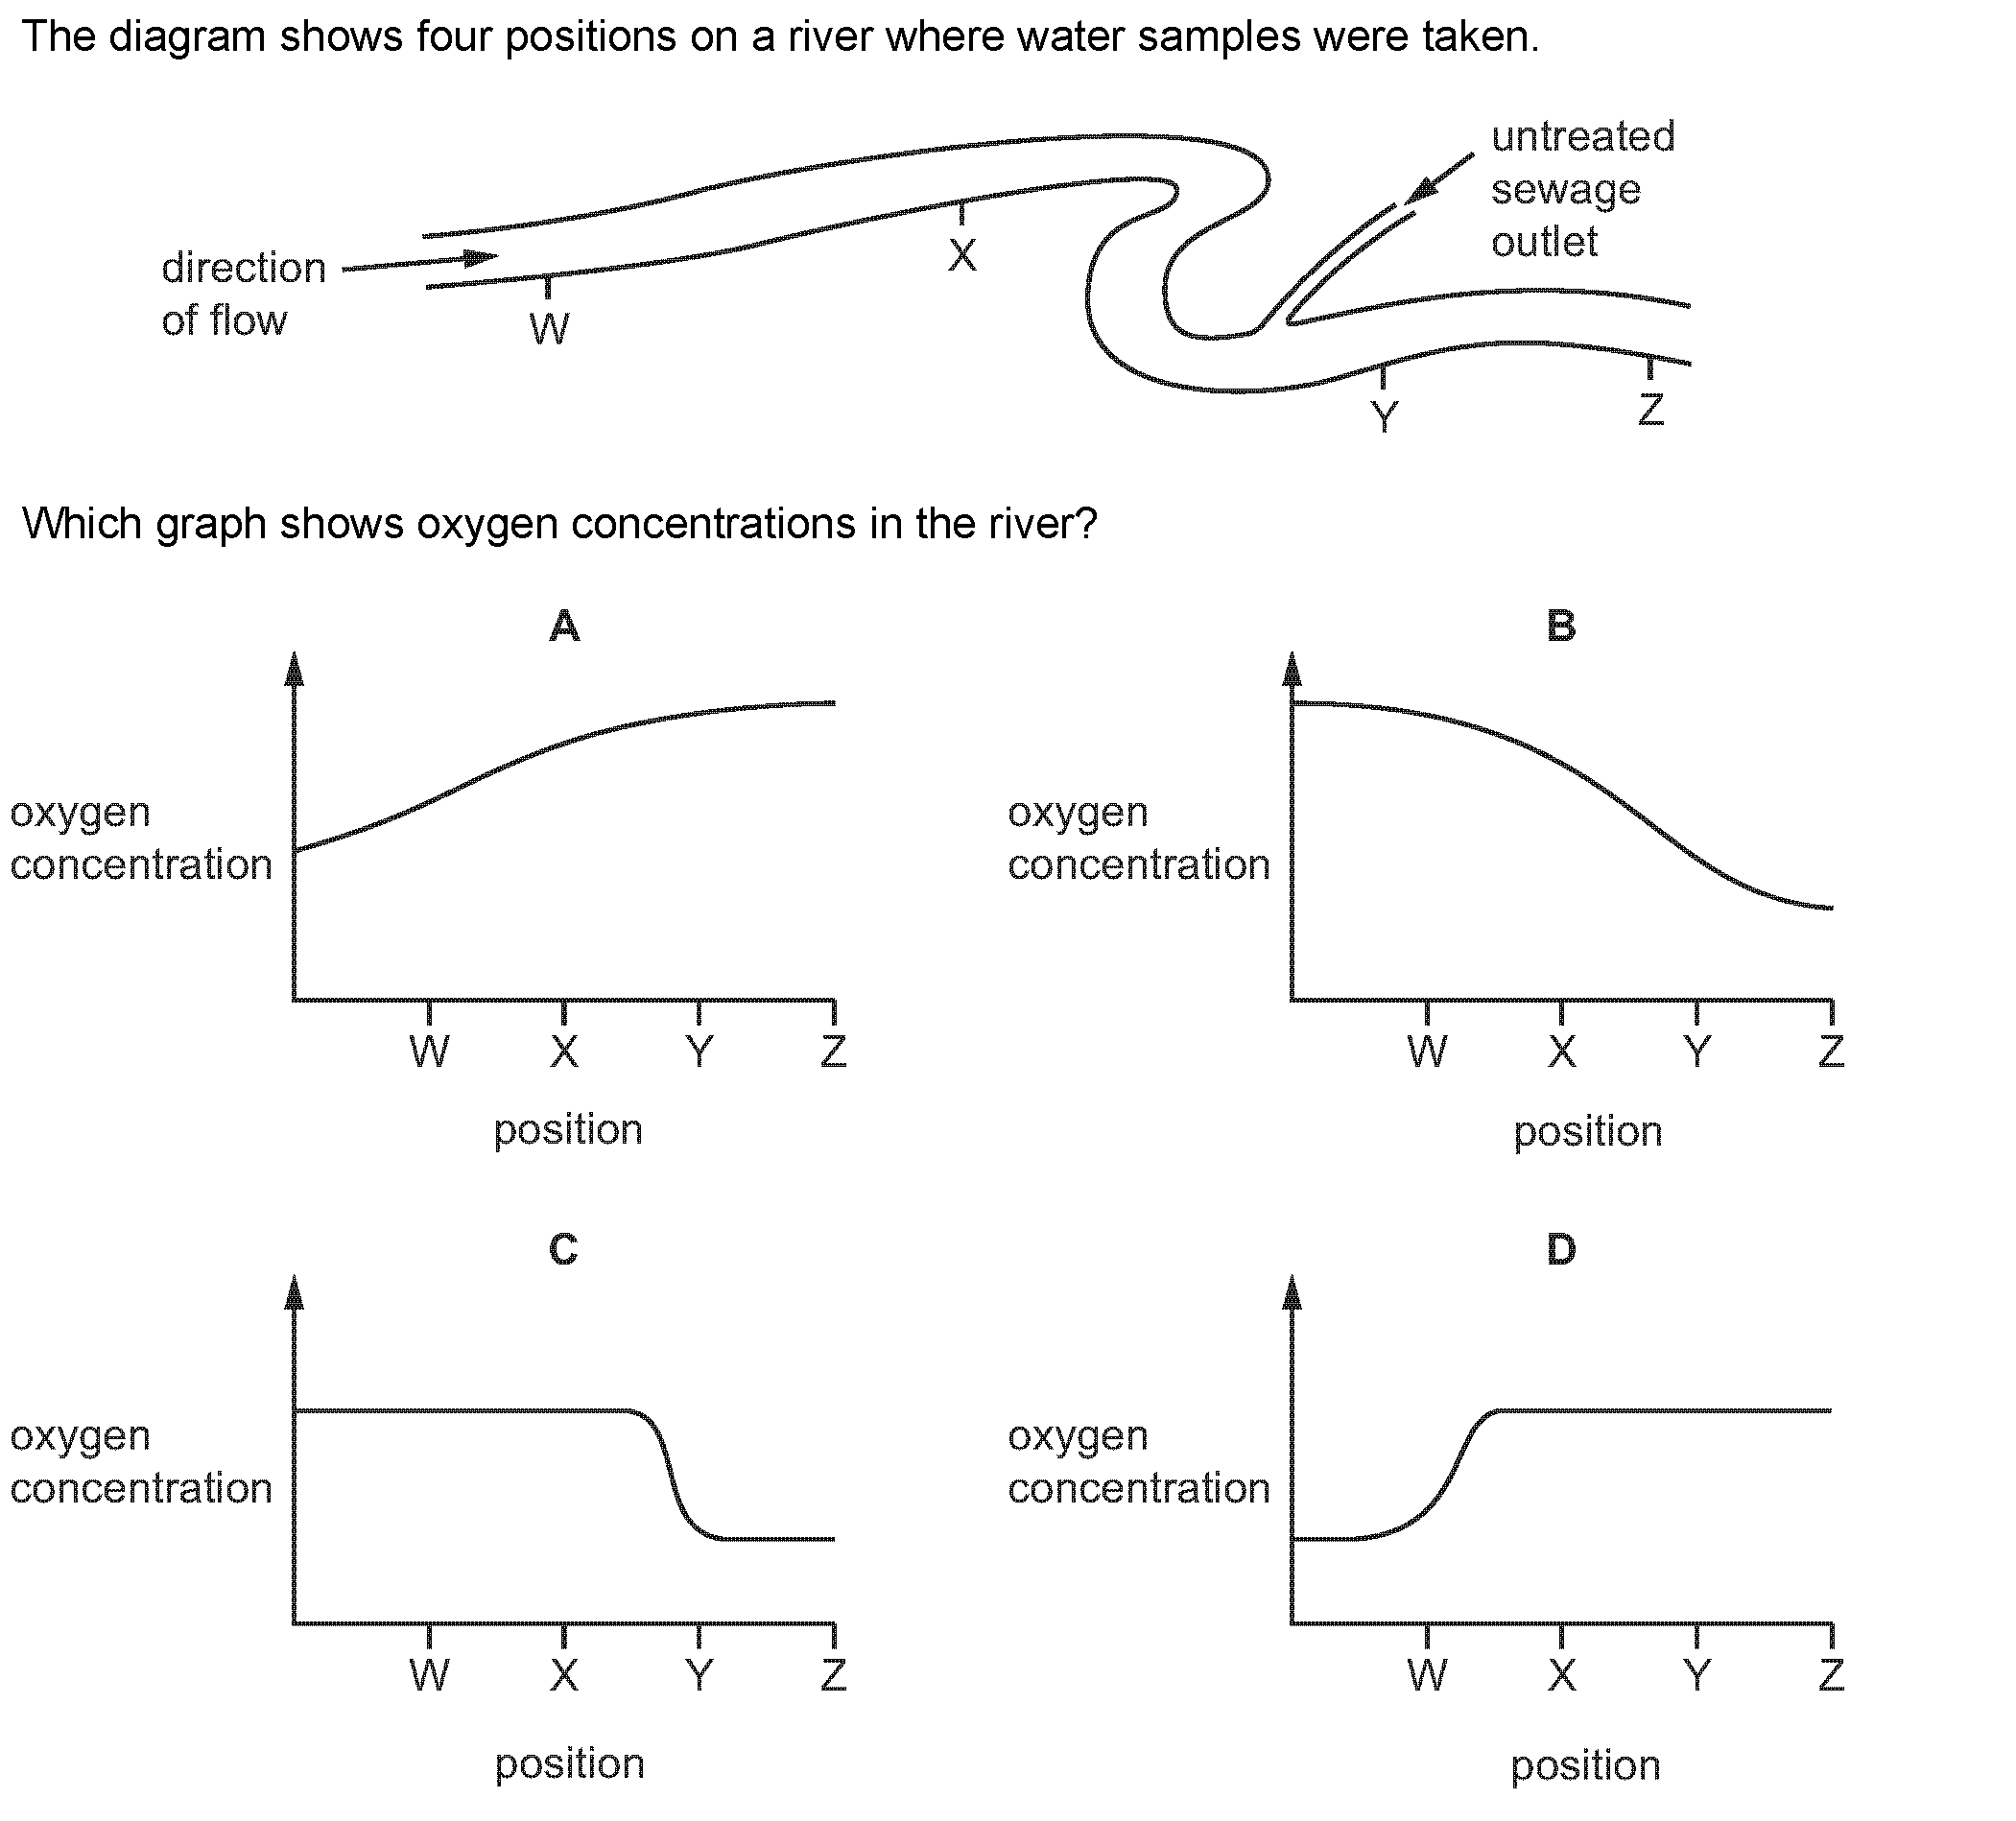 The diagram shows four positions on a river where water samples were taken.
untreated
sewage
outlet
direction
of flow
W
X
Y
Z
Which graph shows oxygen concentrations in the river?
A
oxygen
concentration
W X Y Z
position
B
oxygen
concentration
W X Y Z
position
C
oxygen
concentration
W X Y Z
position
D
oxygen
concentration
W X Y Z
position